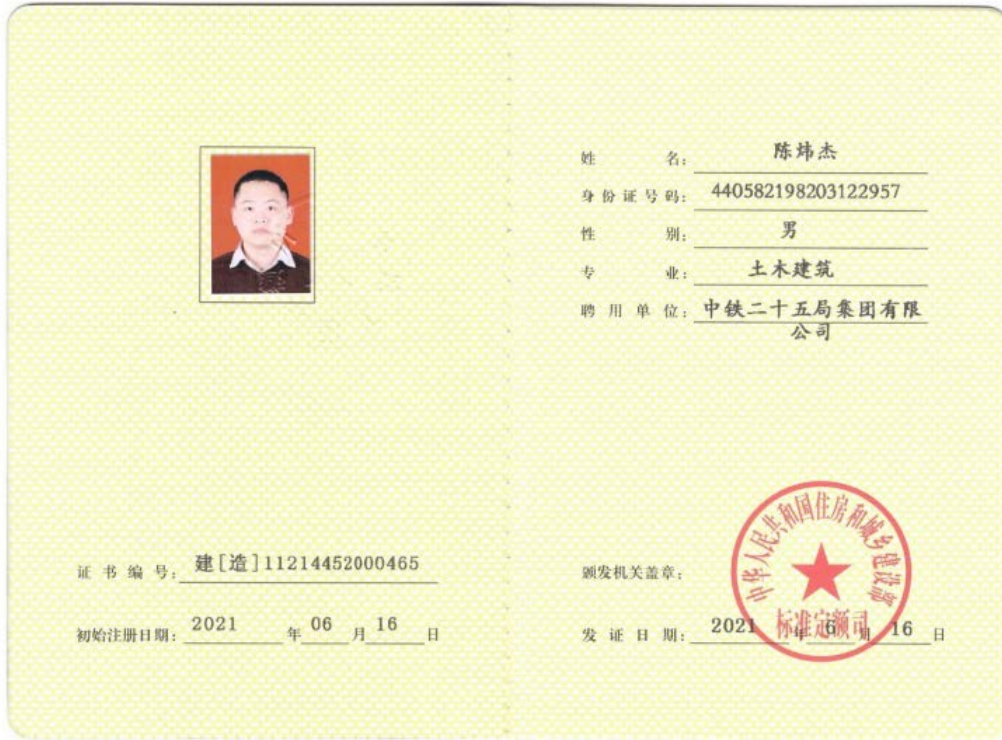 姓 名: 陈炜杰
身份证号码: 440582198203122957
性 别: 男
专 业: 土木建筑
聘用单位: 中铁二十五局集团有限
公司
证书编号: 建[造]11214452000465
初始注册日期: 2021 年 06 月 16 日
颁发机关盖章:
中华人民共和国住房和城乡建设部
标准定额司
发证日期: 2021 年 6 月 16 日